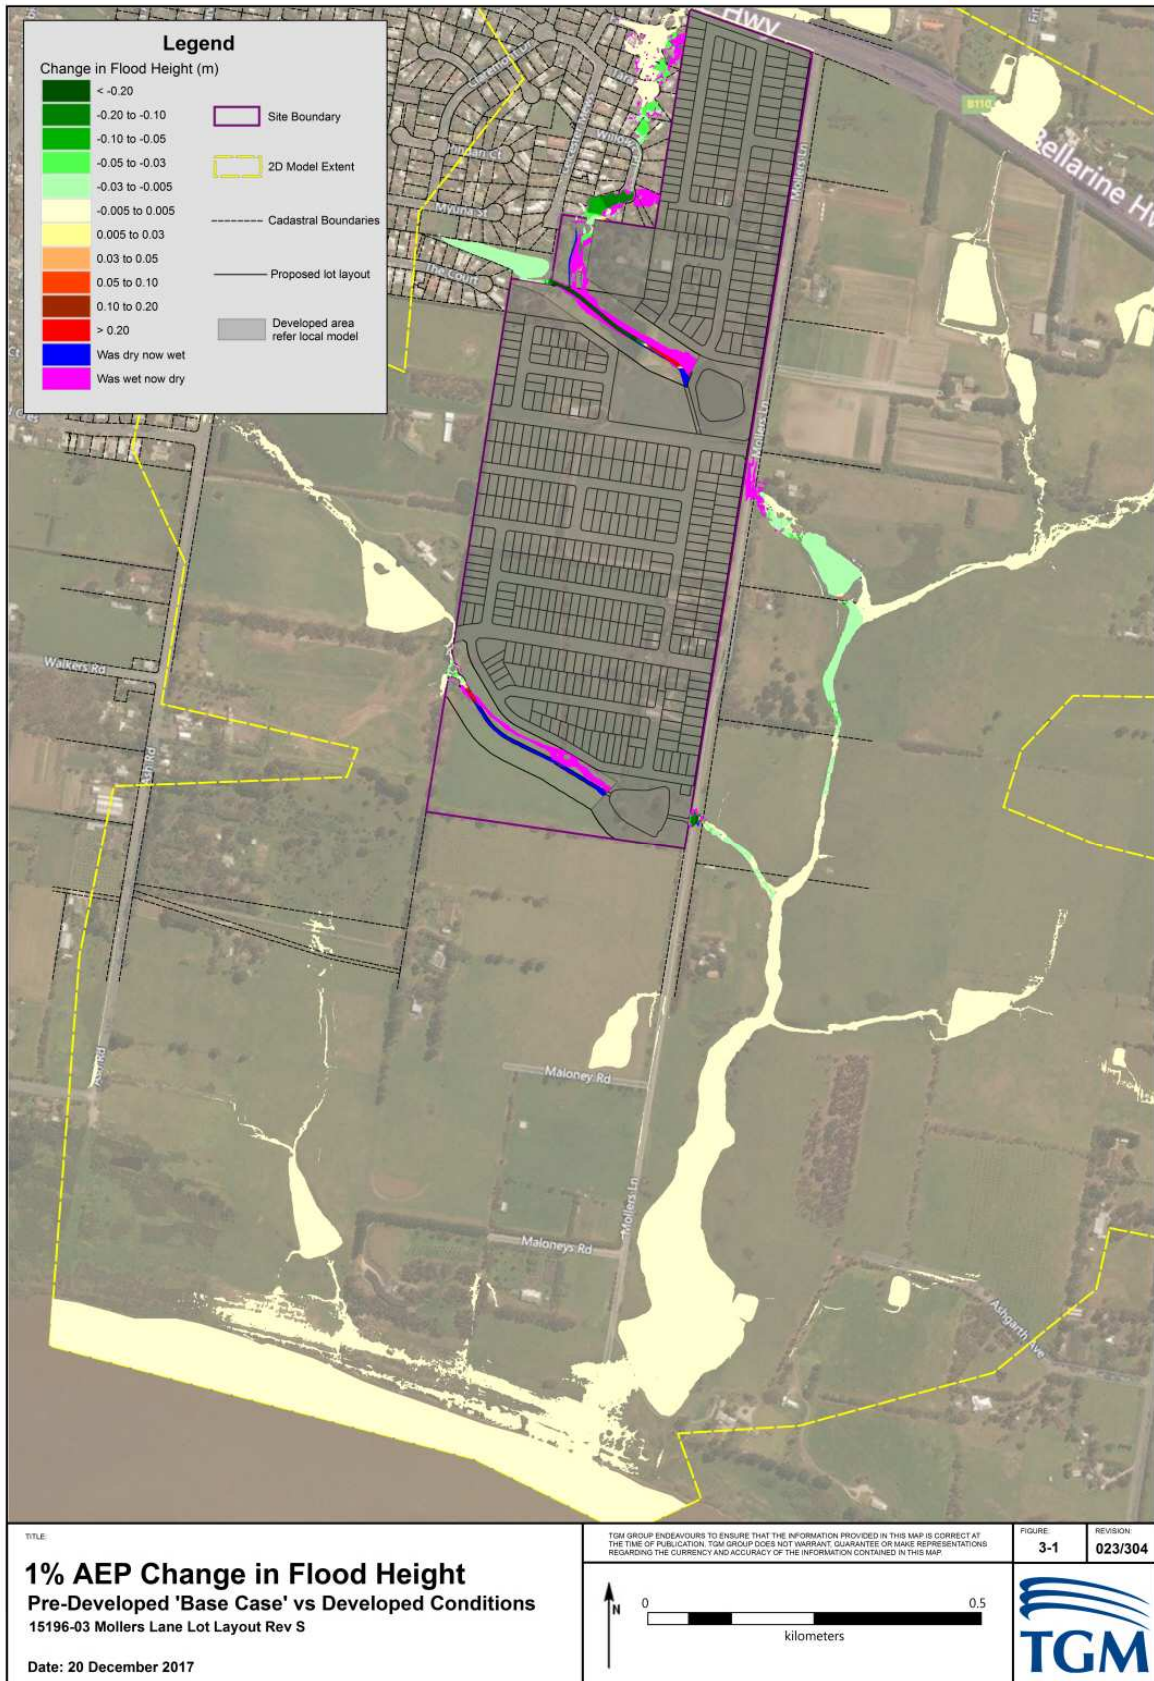 Legend
Change in Flood Height (m)
< -0.20
-0.20 to -0.10
-0.10 to -0.05
-0.05 to -0.03
-0.03 to -0.005
-0.005 to 0.005
0.005 to 0.03
0.03 to 0.05
0.05 to 0.10
0.10 to 0.20
> 0.20
Was dry now wet
Was wet now dry
Site Boundary
2D Model Extent
Cadastral Boundaries
Proposed lot layout
Developed area
refer local model
Hwy
B110
Bellarine Hw
Mollers Ln
Myuna St
The Court
Mollers Ln
Walkers Rd
Ash Rd
Ash Rd
Maloney Rd
Mollers Ln
Maloneys Rd
Ashgarth Ave
TITLE:
1% AEP Change in Flood Height
Pre-Developed 'Base Case' vs Developed Conditions
15196-03 Mollers Lane Lot Layout Rev S
Date: 20 December 2017
TGM GROUP ENDEAVOURS TO ENSURE THAT THE INFORMATION PROVIDED IN THIS MAP IS CORRECT AT
THE TIME OF PUBLICATION. TGM GROUP DOES NOT WARRANT, GUARANTEE OR MAKE REPRESENTATIONS
REGARDING THE CURRENCY AND ACCURACY OF THE INFORMATION CONTAINED IN THIS MAP.
N
0
0.5
kilometers
FIGURE:
3-1
REVISION:
023/304
TGM